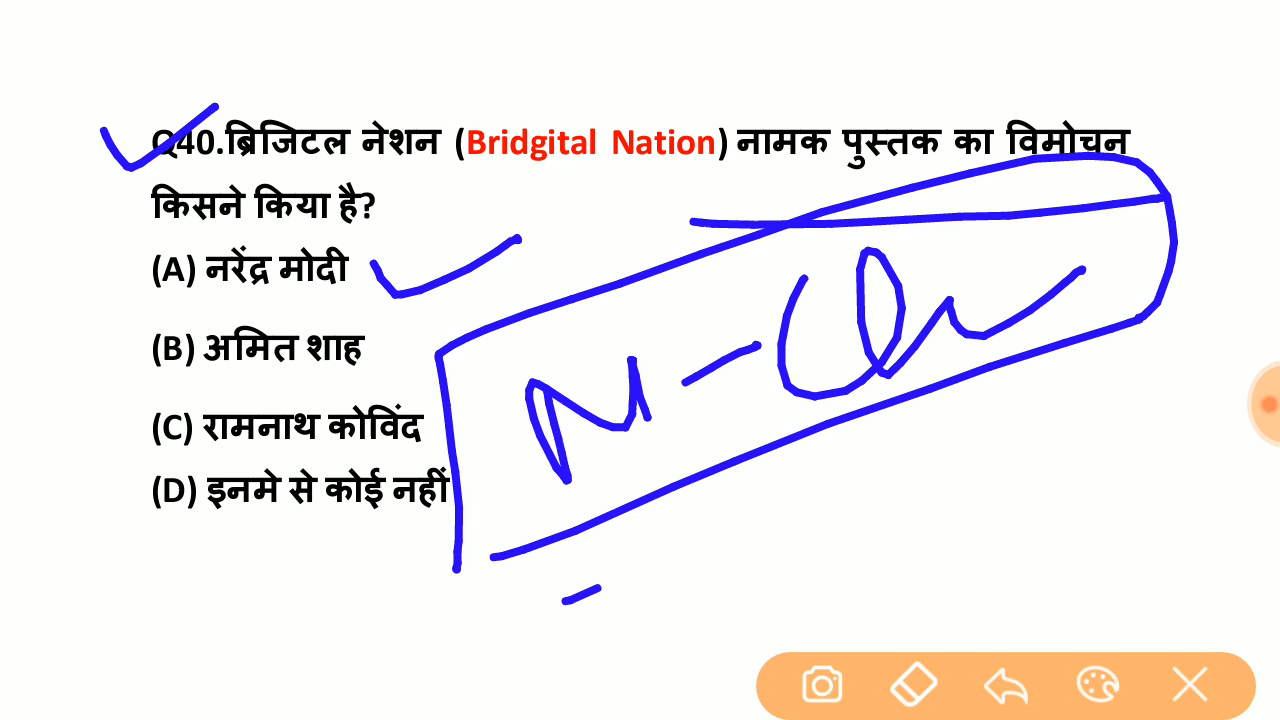 Q40.ब्रिजिटल नेशन (Bridgital Nation) नामक पुस्तक का विमोचन
किसने किया है?
(A) नरेंद्र मोदी
(B) अमित शाह
(C) रामनाथ कोविंद
(D) इनमे से कोई नहीं